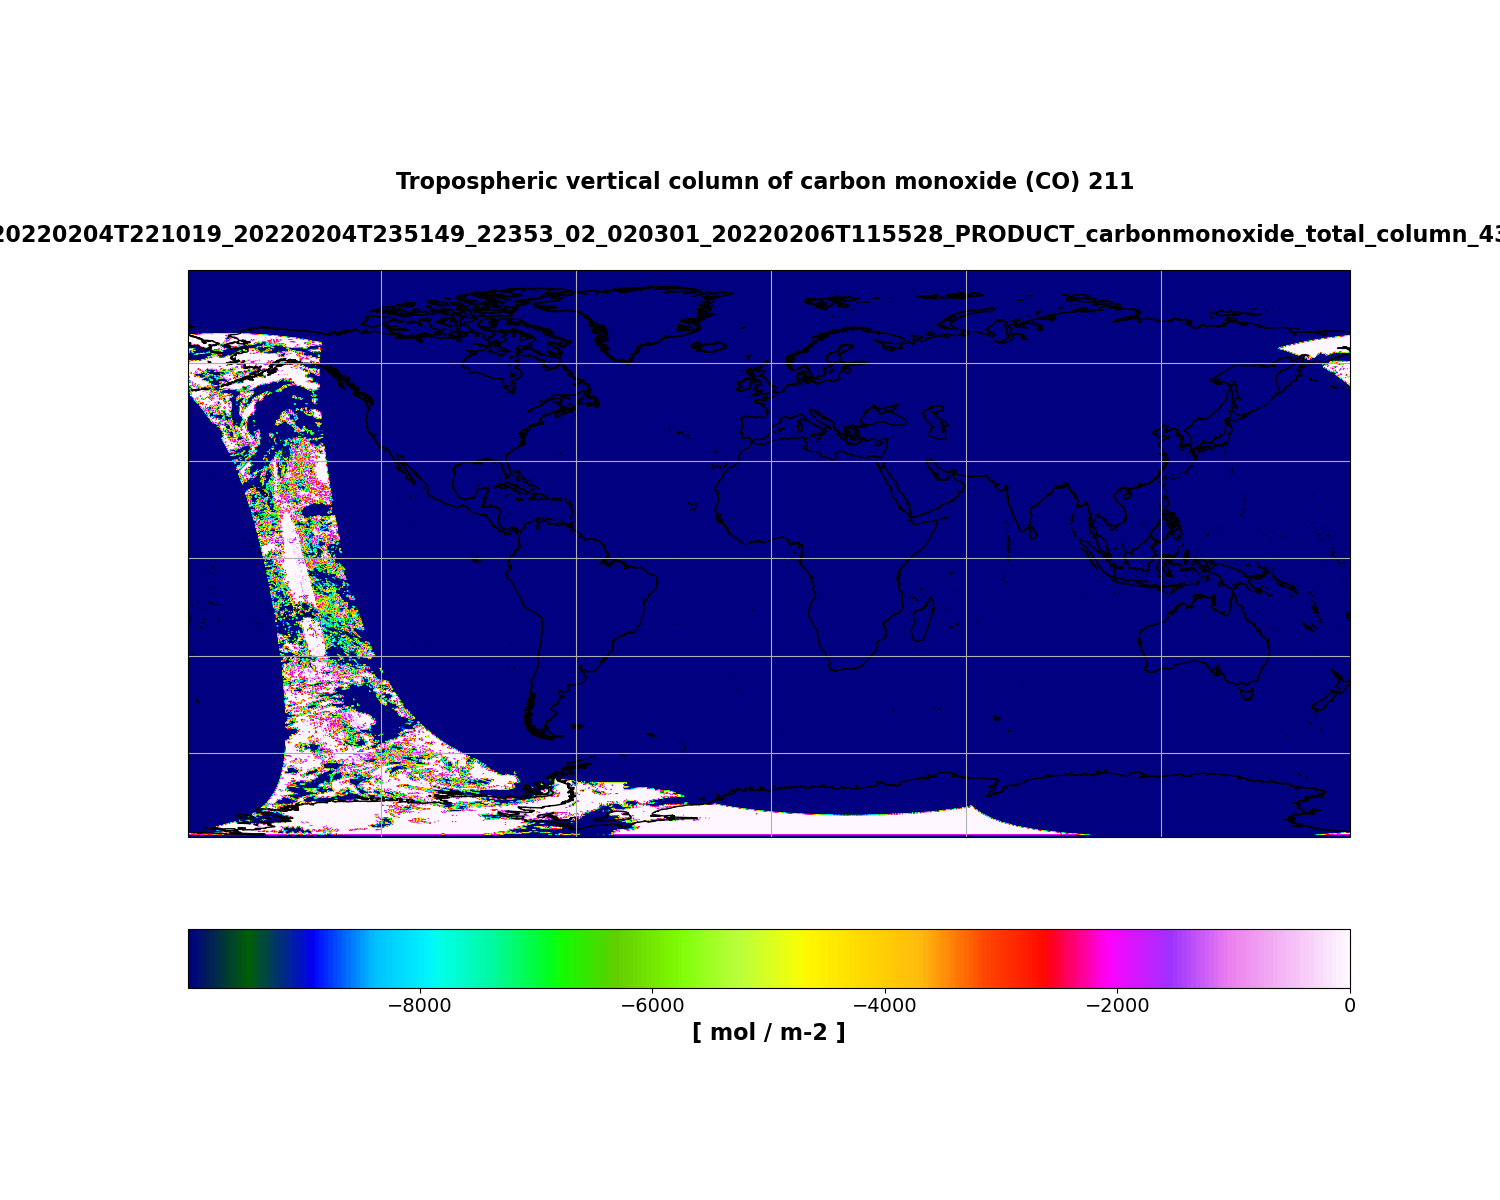 Tropospheric vertical column of carbon monoxide (CO) 211
20220204T221019_20220204T235149_22353_02_020301_20220206T115528_PRODUCT_carbonmonoxide_total_column_43
−8000 −6000 −4000 −2000 0
[ mol / m-2 ]